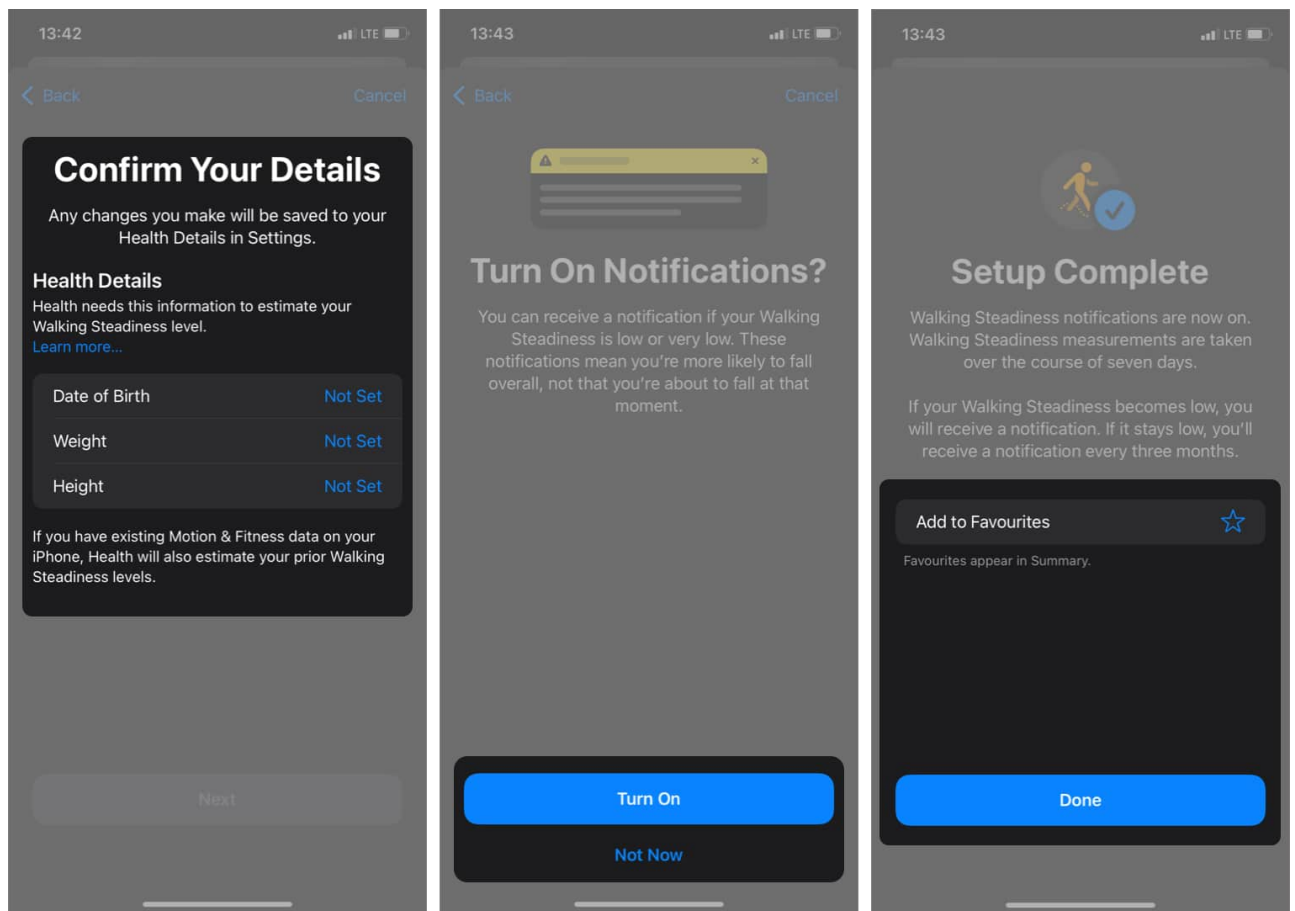 13:42
LTE
Back
Cancel
Confirm Your Details
Any changes you make will be saved to your
Health Details in Settings.
Health Details
Health needs this information to estimate your
Walking Steadiness level.
Learn more...
Date of Birth
Not Set
Weight
Not Set
Height
Not Set
If you have existing Motion & Fitness data on your
iPhone, Health will also estimate your prior Walking
Steadiness levels.
Next
13:43
LTE
Back
Cancel
Turn On Notifications?
You can receive a notification if your Walking
Steadiness is low or very low. These
notifications mean you're more likely to fall
overall, not that you're about to fall at that
moment.
Turn On
Not Now
13:43
LTE
Setup Complete
Walking Steadiness notifications are now on.
Walking Steadiness measurements are taken
over the course of seven days.
If your Walking Steadiness becomes low, you
will receive a notification. If it stays low, you'll
receive a notification every three months.
Add to Favourites
Favourites appear in Summary.
Done